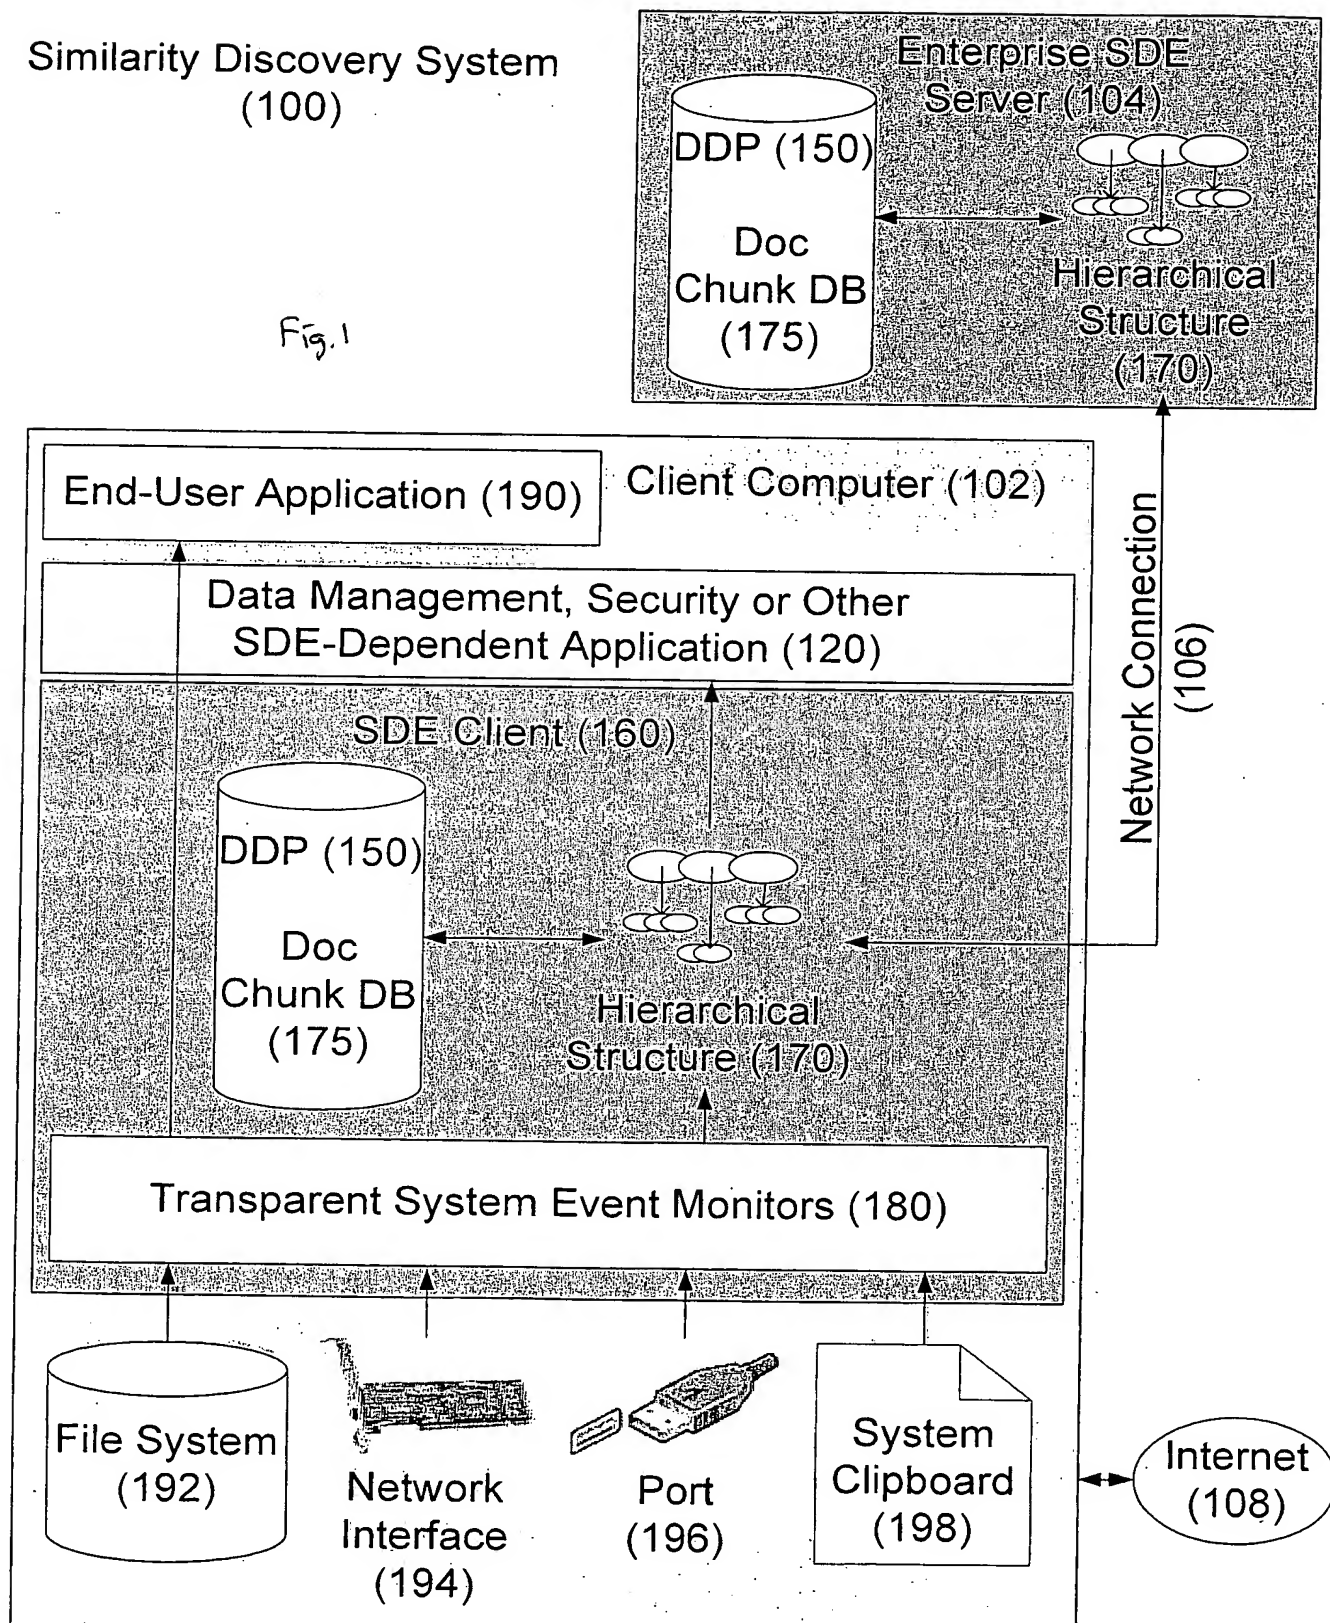 Similarity Discovery System
(100)
Enterprise SDE
Server (104)
DDP (150)
Doc
Chunk DB
(175)
Hierarchical
Structure
(170)
Fig. 1
End-User Application (190)
Client Computer (102)
Network Connection
(106)
Data Management, Security or Other
SDE-Dependent Application (120)
SDE Client (160)
DDP (150)
Doc
Chunk DB
(175)
Hierarchical
Structure (170)
Transparent System Event Monitors (180)
File System
(192)
Network
Interface
(194)
Port
(196)
System
Clipboard
(198)
Internet
(108)